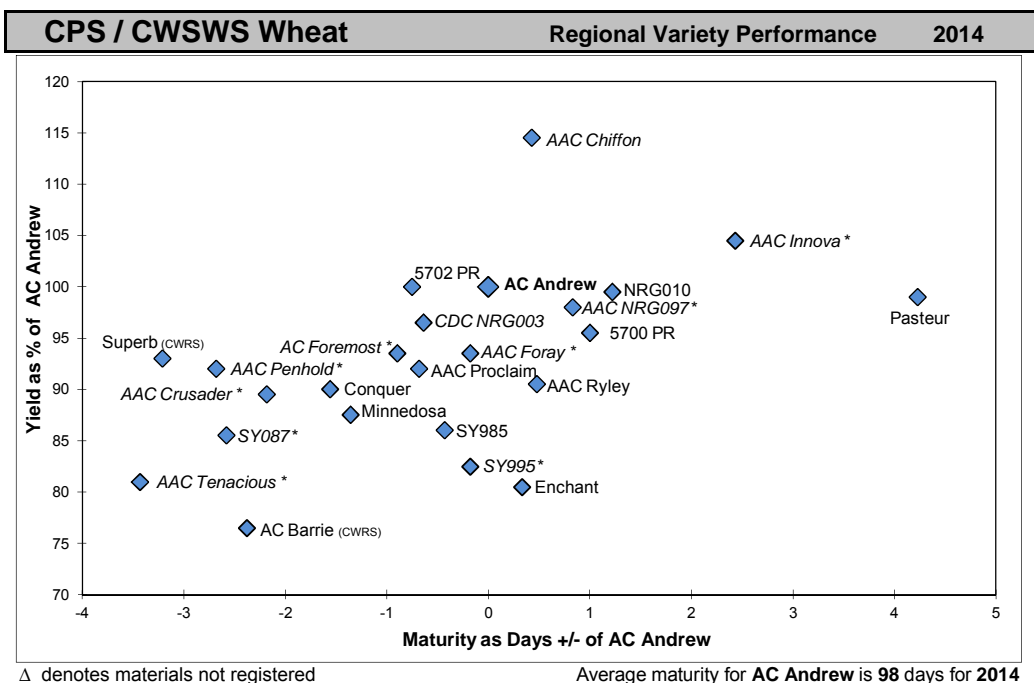 CPS / CWSWS Wheat Regional Variety Performance 2014
120
115
110
105
100
95
90
85
80
75
70
Yield as % of AC Andrew
AAC Chiffon
AAC Innova *
5702 PR
AC Andrew
NRG010
AAC NRG097 *
Pasteur
CDC NRG003
5700 PR
Superb (CWRS)
AC Foremost *
AAC Foray *
AAC Penhold *
AAC Proclaim
AAC Crusader *
Conquer
AAC Ryley
Minnedosa
SY087 *
SY985
SY995 *
AAC Tenacious *
Enchant
AC Barrie (CWRS)
-4 -3 -2 -1 0 1 2 3 4 5
Maturity as Days +/- of AC Andrew
Δ denotes materials not registered Average maturity for AC Andrew is 98 days for 2014